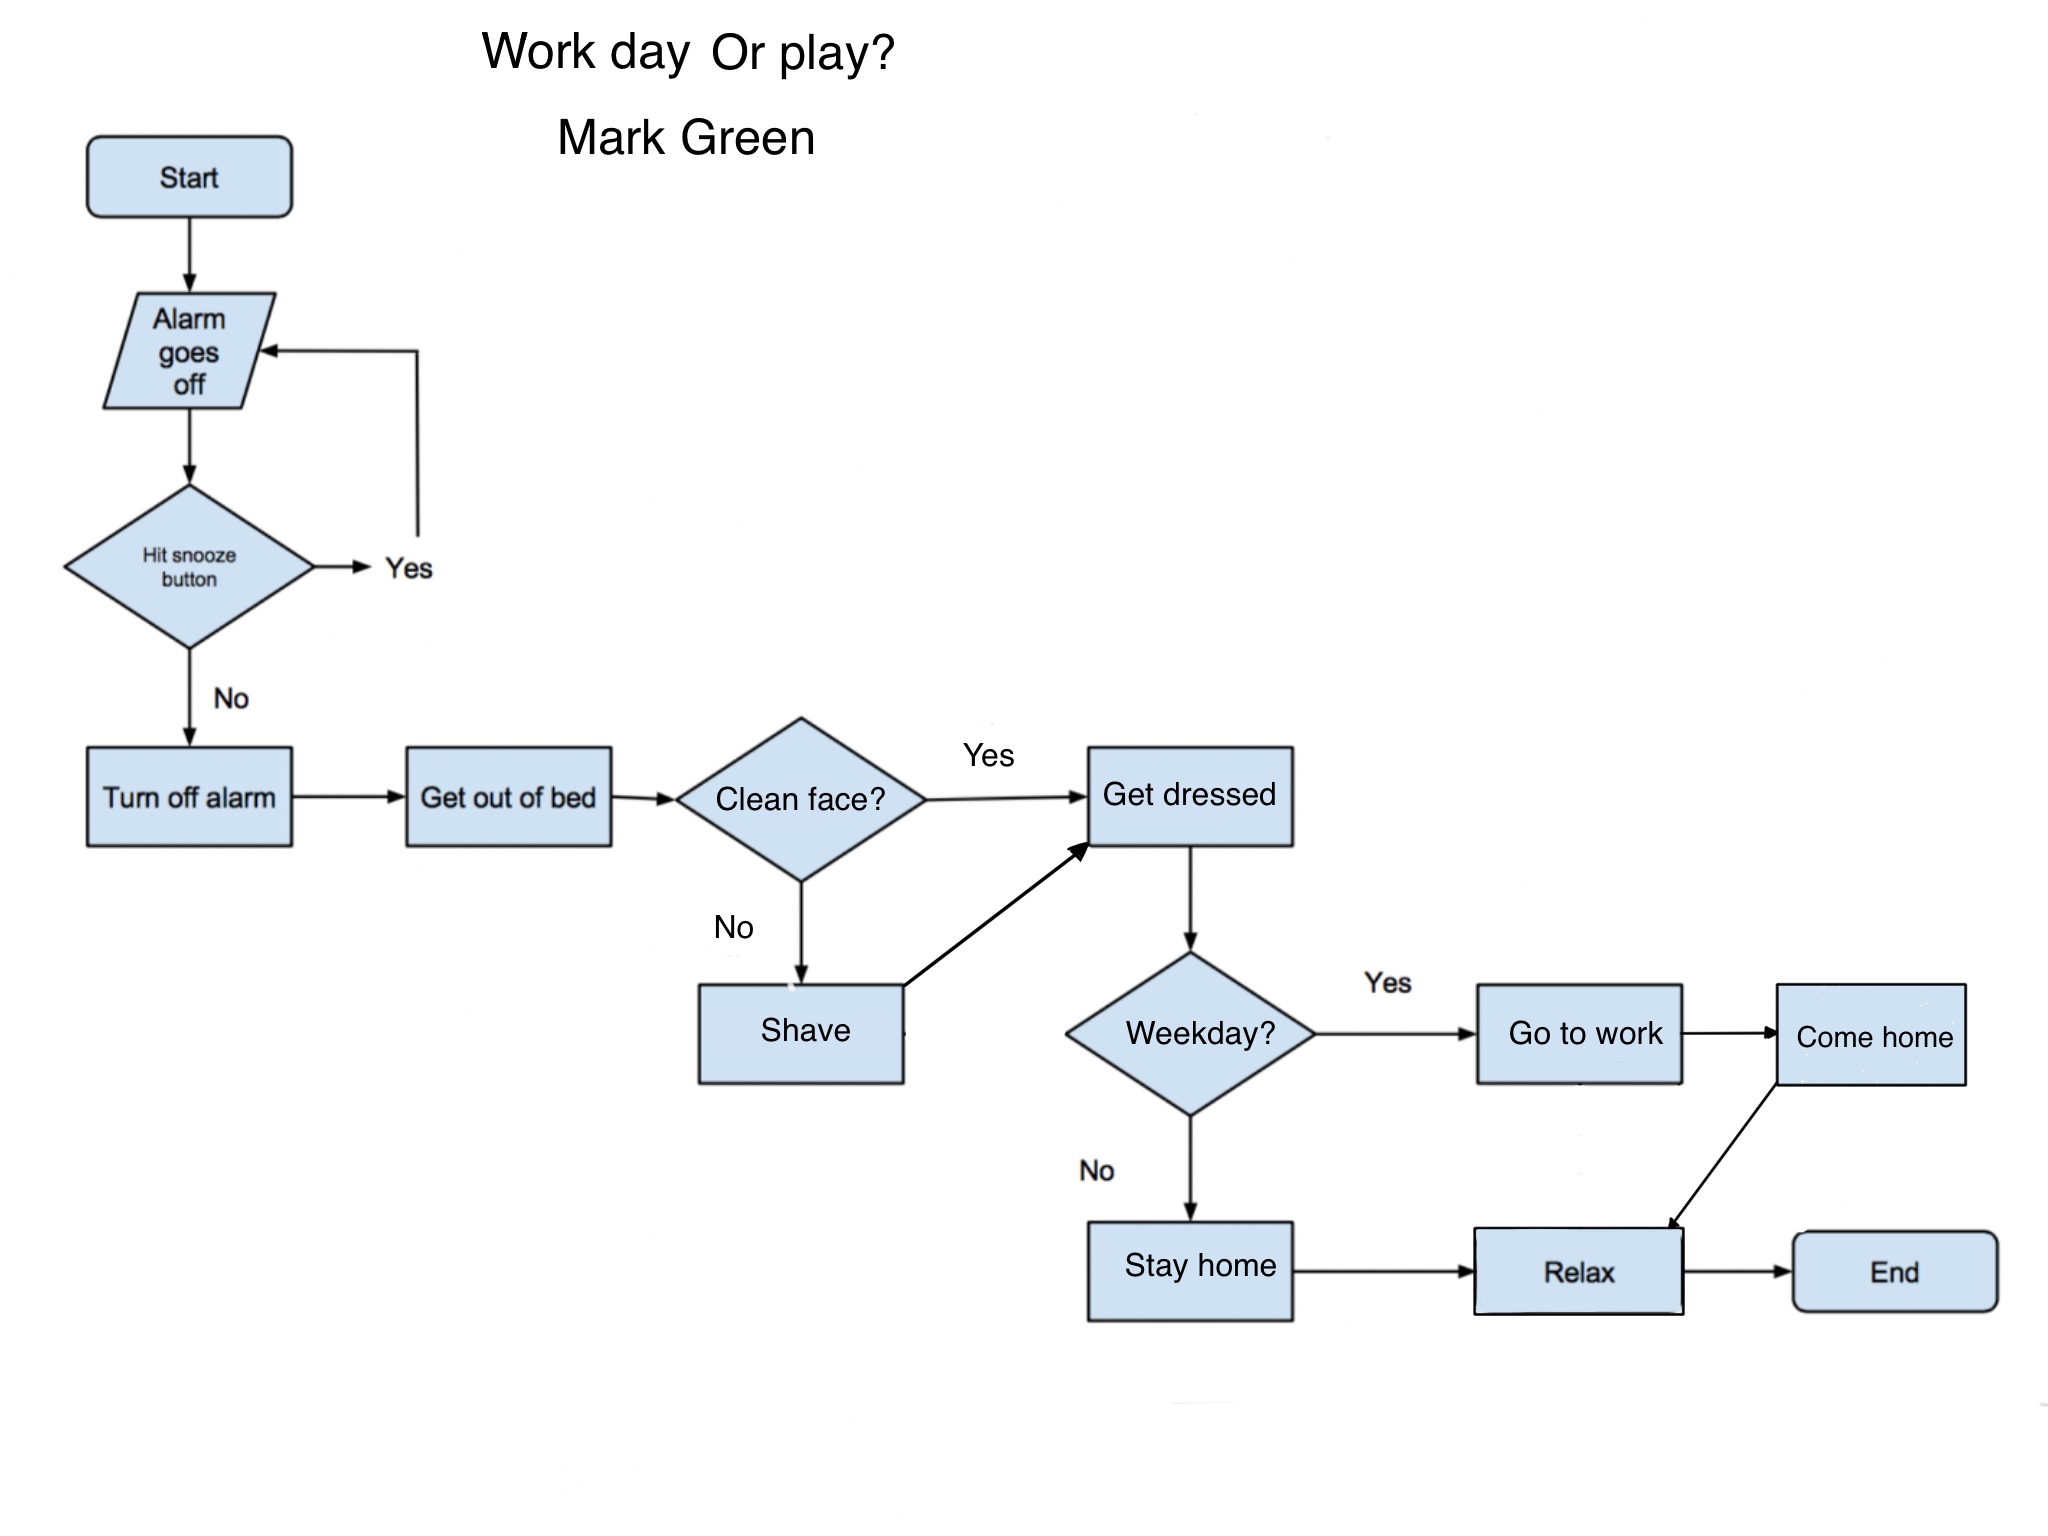 Work day Or play?
Mark Green
Start
Alarm
goes
off
Hit snooze
button
Yes
No
Turn off alarm
Get out of bed
Clean face?
Yes
Get dressed
No
Shave
Weekday?
Yes
Go to work
Come home
No
Stay home
Relax
End